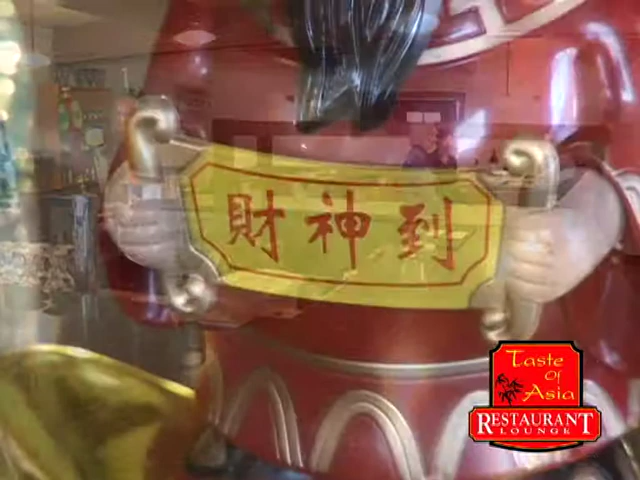 財神到
Taste
Of
Asia
RESTAURANT
LOUNGE